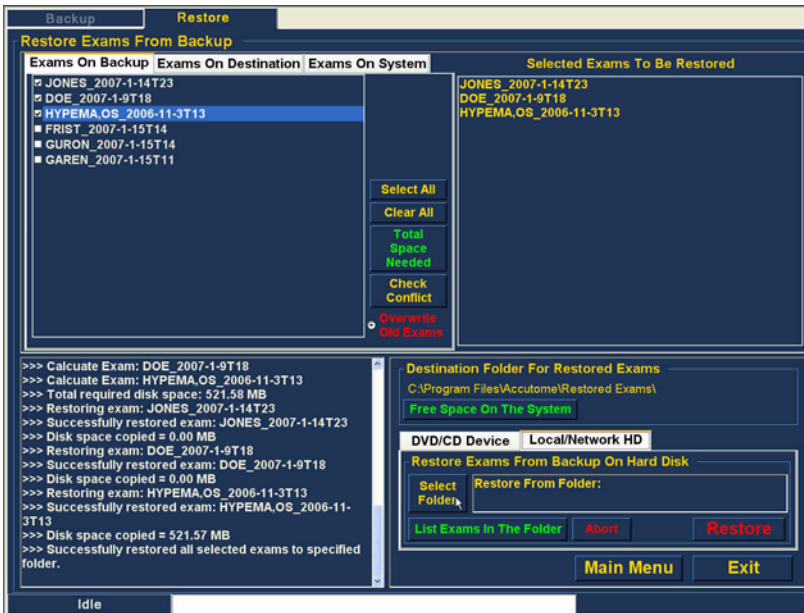 Backup
Restore
Restore Exams From Backup
Exams On Backup
Exams On Destination
Exams On System
JONES_2007-1-14T23
DOE_2007-1-9T18
HYPEMA,OS_2006-11-3T13
FRIST_2007-1-15T14
GURON_2007-1-15T14
GAREN_2007-1-15T11
Select All
Clear All
Total
Space
Needed
Check
Conflict
Overwrite
Old Exams
Selected Exams To Be Restored
JONES_2007-1-14T23
DOE_2007-1-9T18
HYPEMA,OS_2006-11-3T13
>>> Calcuate Exam: DOE_2007-1-9T18
>>> Calcuate Exam: HYPEMA,OS_2006-11-3T13
>>> Total required disk space: 521.58 MB
>>> Restoring exam: JONES_2007-1-14T23
>>> Successfully restored exam: JONES_2007-1-14T23
>>> Disk space copied = 0.00 MB
>>> Restoring exam: DOE_2007-1-9T18
>>> Successfully restored exam: DOE_2007-1-9T18
>>> Disk space copied = 0.00 MB
>>> Restoring exam: HYPEMA,OS_2006-11-3T13
>>> Successfully restored exam: HYPEMA,OS_2006-11-
3T13
>>> Disk space copied = 521.57 MB
>>> Successfully restored all selected exams to specified
folder.
Destination Folder For Restored Exams
C:\Program Files\Accutome\Restored Exams\
Free Space On The System
DVD/CD Device
Local/Network HD
Restore Exams From Backup On Hard Disk
Select
Folder
Restore From Folder:
List Exams In The Folder
Abort
Restore
Main Menu
Exit
Idle